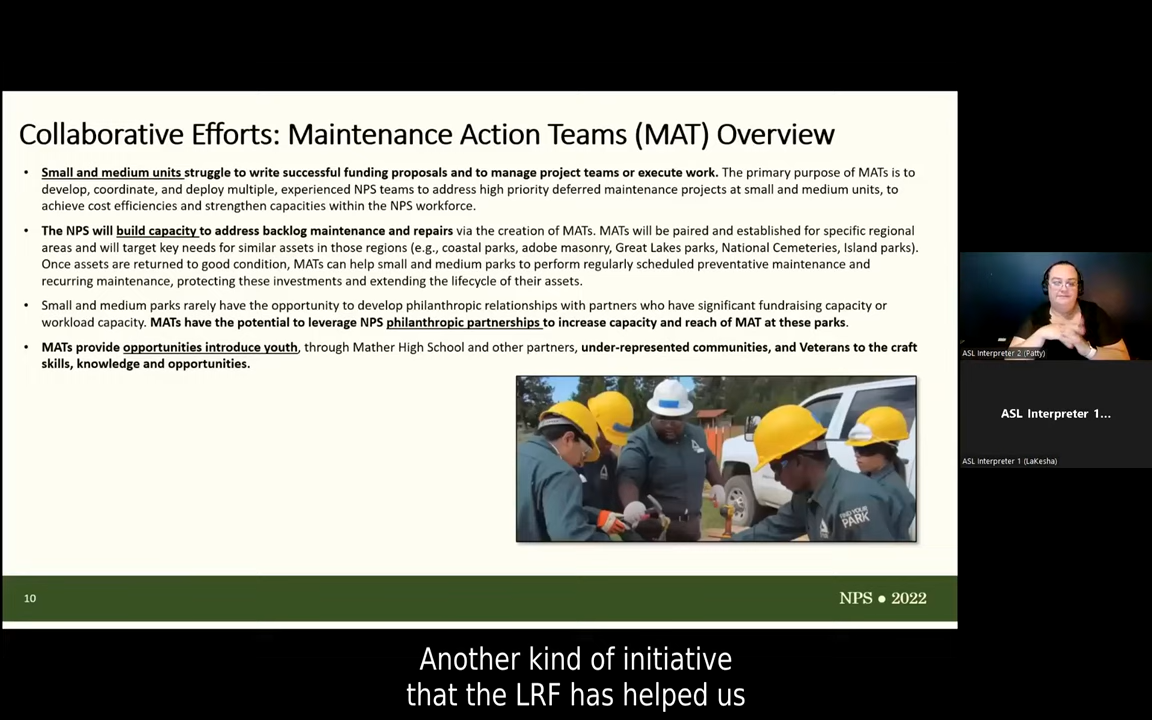 Collaborative Efforts: Maintenance Action Teams (MAT) Overview
• Small and medium units struggle to write successful funding proposals and to manage project teams or execute work. The primary purpose of MATs is to
develop, coordinate, and deploy multiple, experienced NPS teams to address high priority deferred maintenance projects at small and medium units, to
achieve cost efficiencies and strengthen capacities within the NPS workforce.
• The NPS will build capacity to address backlog maintenance and repairs via the creation of MATs. MATs will be paired and established for specific regional
areas and will target key needs for similar assets in those regions (e.g., coastal parks, adobe masonry, Great Lakes parks, National Cemeteries, Island parks).
Once assets are returned to good condition, MATs can help small and medium parks to perform regularly scheduled preventative maintenance and
recurring maintenance, protecting these investments and extending the lifecycle of their assets.
• Small and medium parks rarely have the opportunity to develop philanthropic relationships with partners who have significant fundraising capacity or
workload capacity. MATs have the potential to leverage NPS philanthropic partnerships to increase capacity and reach of MAT at these parks.
• MATs provide opportunities introduce youth, through Mather High School and other partners, under-represented communities, and Veterans to the craft
skills, knowledge and opportunities.
FIND YOUR
PARK
10
NPS • 2022
ASL Interpreter 2 (Patty)
ASL Interpreter 1...
ASL Interpreter 1 (LaKesha)
Another kind of initiative
that the LRF has helped us